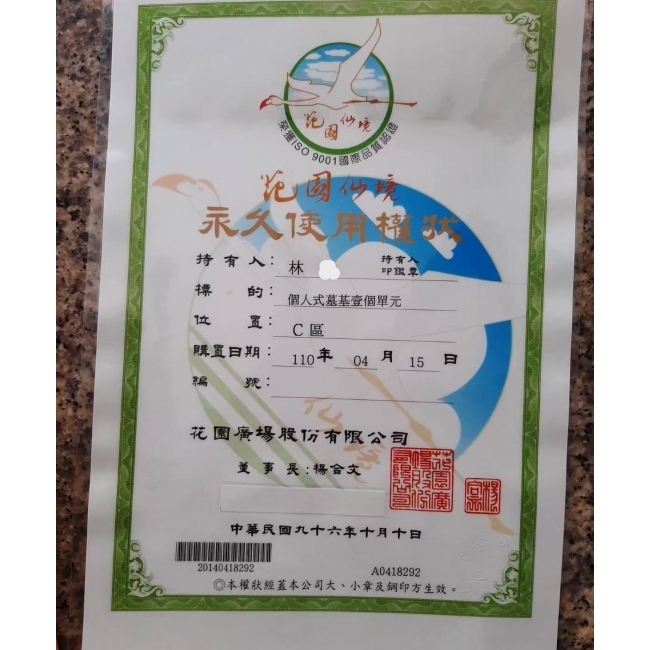 花園仙境
榮獲ISO 9001國際品質認證
花園仙境
永久使用權狀
持有人: 林 持有人印鑑章
標的: 個人式墓基壹個單元
位置: C區
購置日期: 110年 04月 15日
編號:
花園廣場股份有限公司
董事長:楊合文
中華民國九十六年十月十日
20140418292 A0418292
◎本權狀經蓋本公司大、小章及鋼印方生效。